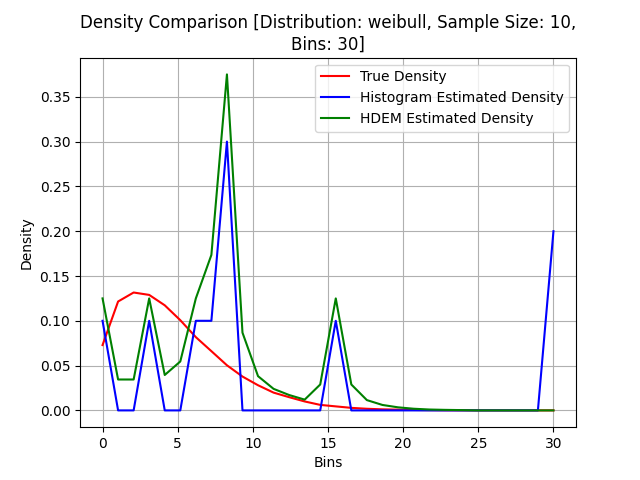 Density Comparison [Distribution: weibull, Sample Size: 10,
Bins: 30]
True Density
Histogram Estimated Density
HDEM Estimated Density
Density
0.35
0.30
0.25
0.20
0.15
0.10
0.05
0.00
0 5 10 15 20 25 30
Bins